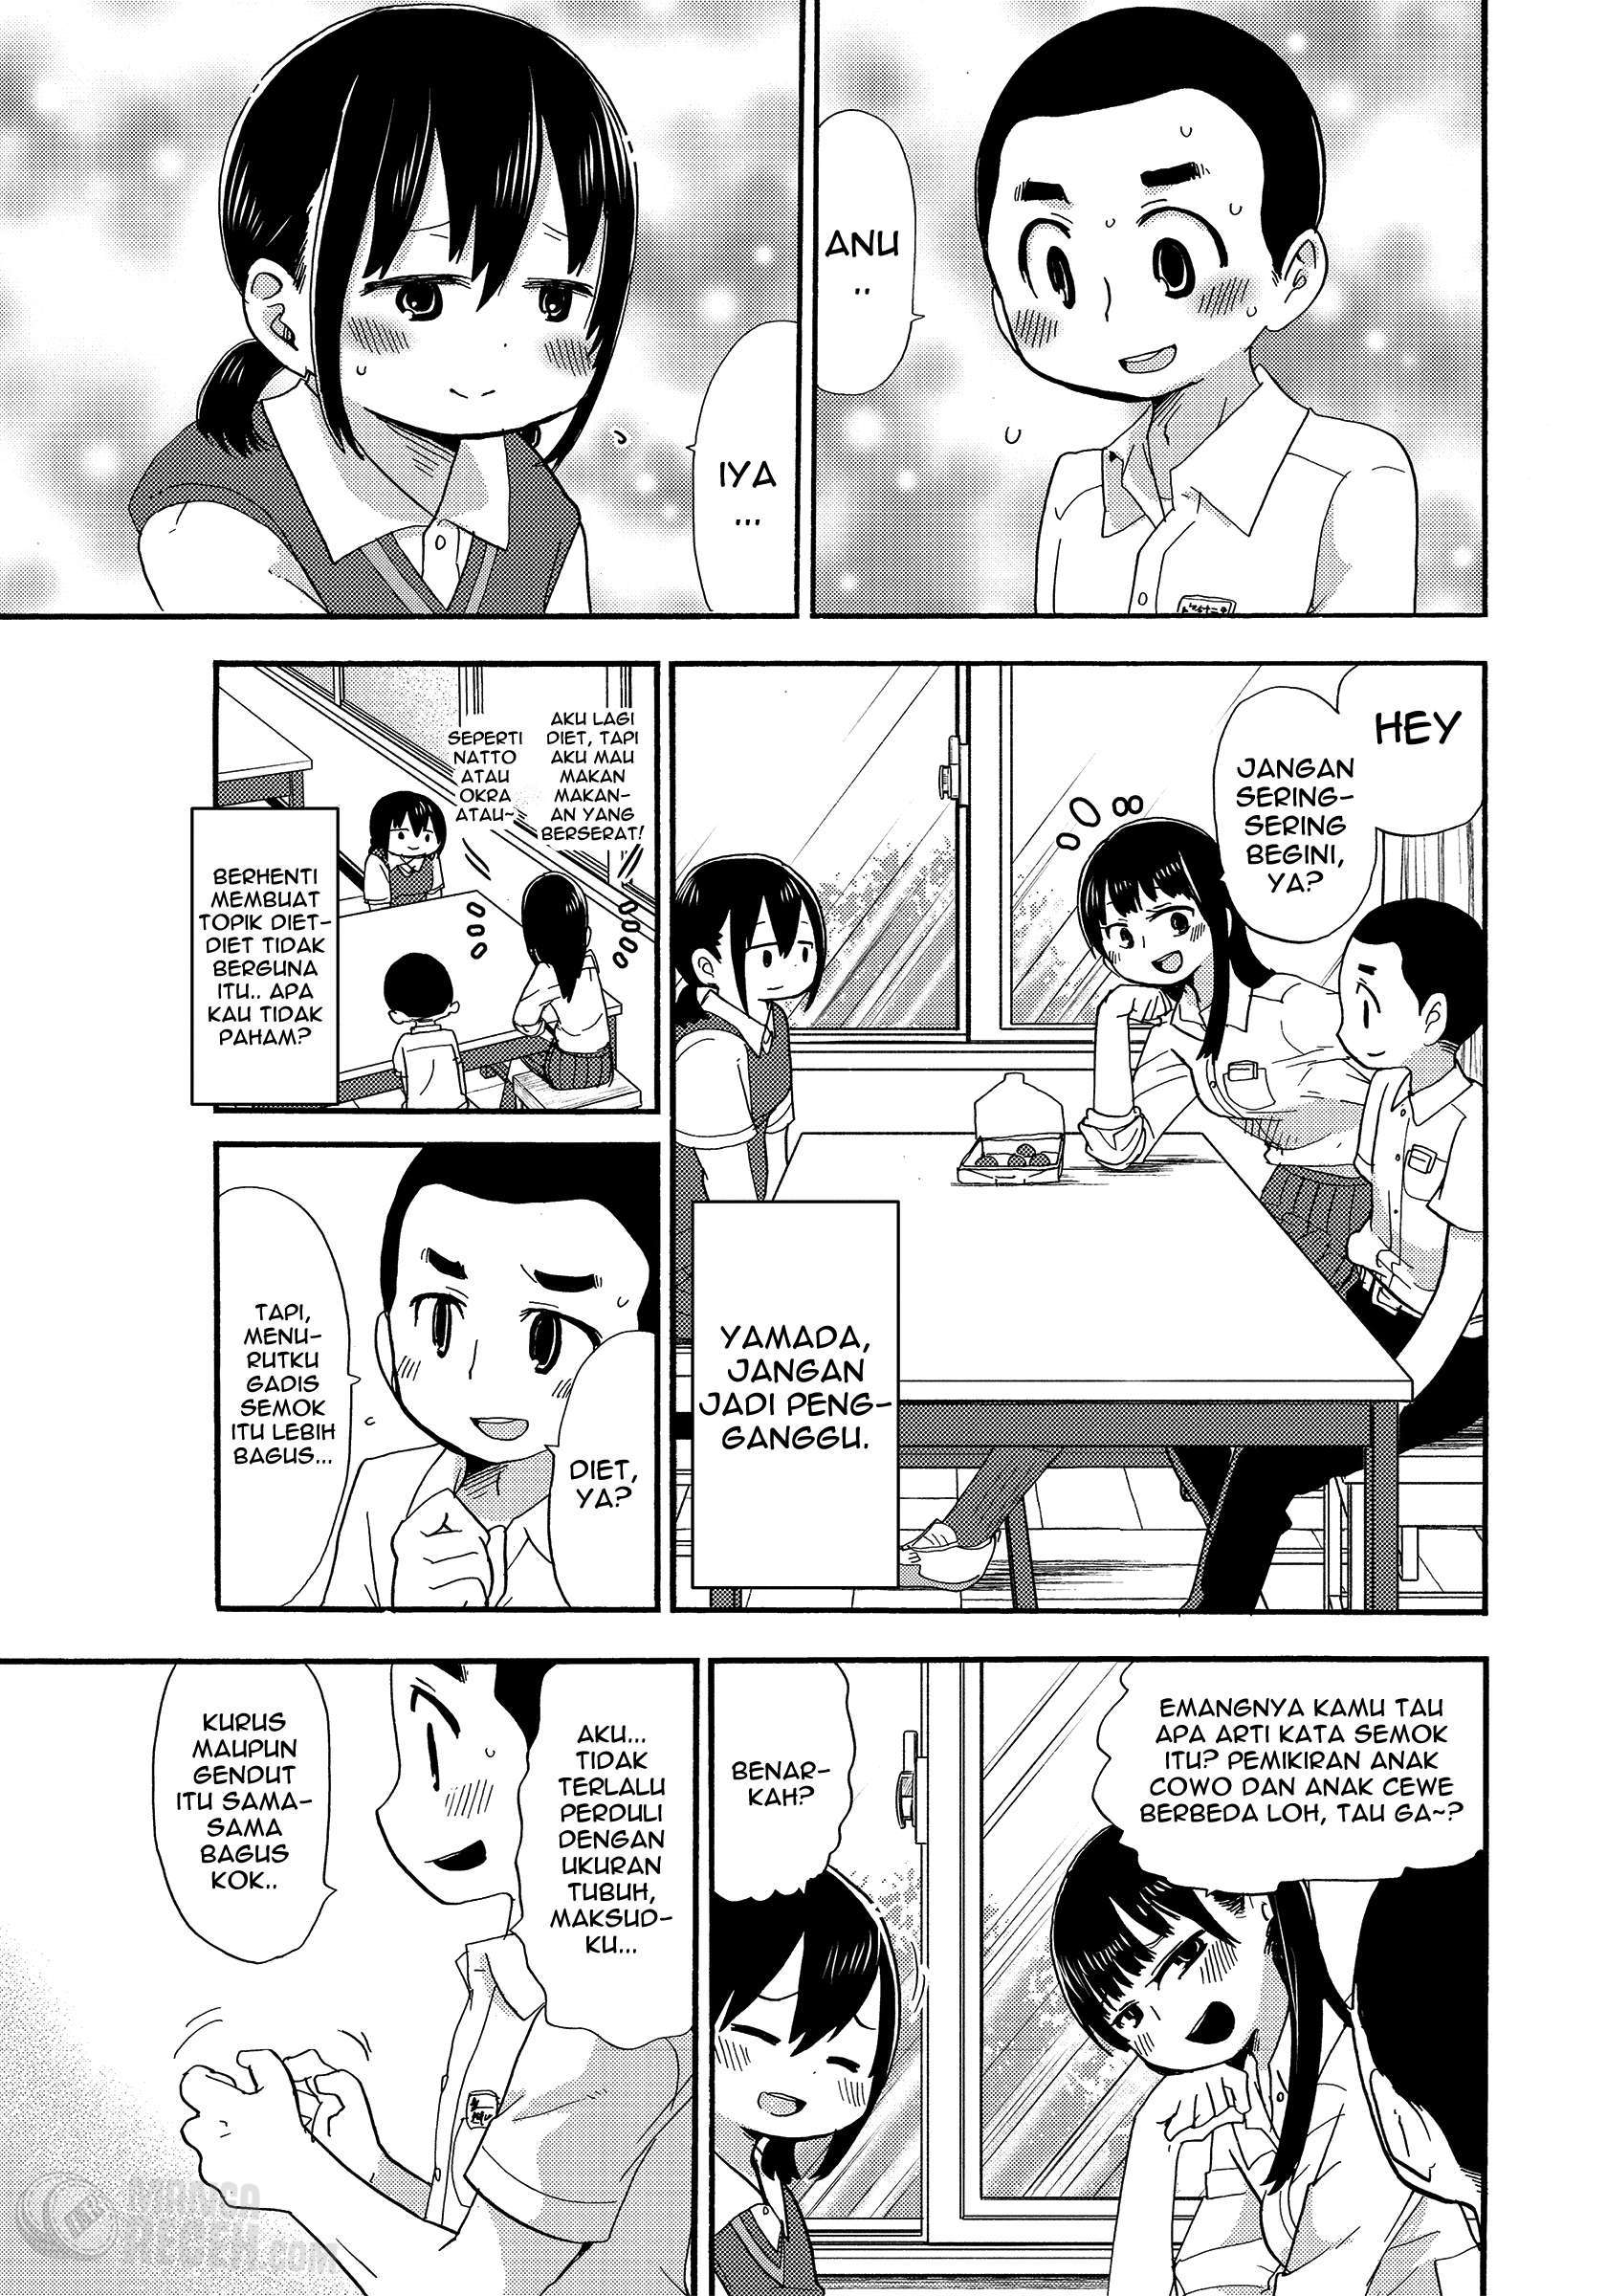 ANU
..
IYA
...
HEY
JANGAN
SERING-
SERING
BEGINI,
YA?
YAMADA,
JANGAN
JADI PENG-
GANGGU.
AKU LAGI
DIET, TAPI
AKU MAU
MAKAN
MAKAN-
AN YANG
BERSERAT!
SEPERTI
NATTO
ATAU
OKRA
ATAU~
BERHENTI
MEMBUAT
TOPIK DIET-
DIET TIDAK
BERGUNA
ITU.. APA
KAU TIDAK
PAHAM?
DIET,
YA?
TAPI,
MENU-
RUTKU
GADIS
SEMOK
ITU LEBIH
BAGUS...
EMANGNYA KAMU TAU
APA ARTI KATA SEMOK
ITU? PEMIKIRAN ANAK
COWO DAN ANAK CEWE
BERBEDA LOH, TAU GA~?
BENAR-
KAH?
AKU...
TIDAK
TERLALU
PERDULI
DENGAN
UKURAN
TUBUH,
MAKSUD-
KU...
KURUS
MAUPUN
GENDUT
ITU SAMA-
SAMA
BAGUS
KOK..
MANGA
REGEH.COM